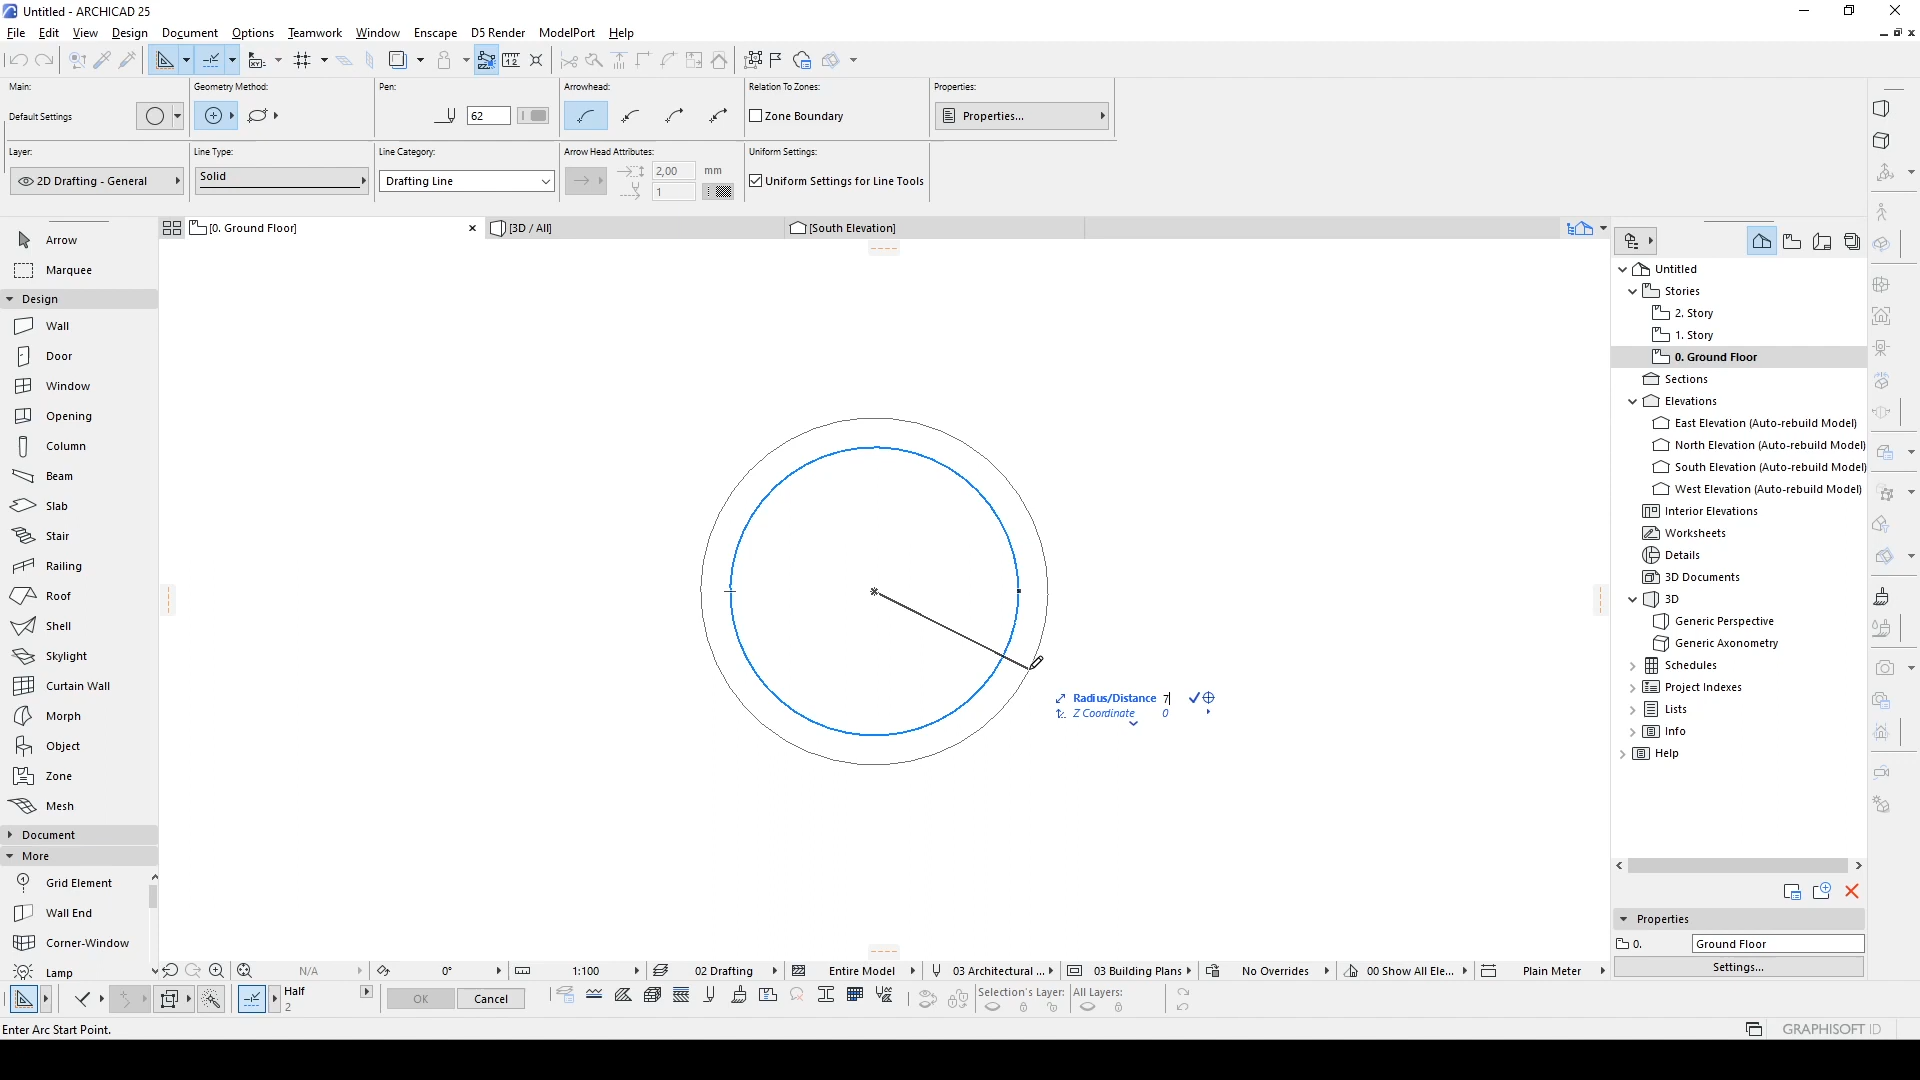 Untitled - ARCHICAD 25
File Edit View Design Document Options Teamwork Window Enscape D5 Render ModelPort Help
Main: Geometry Method: Pen: Arrowhead: Relation To Zones: Properties:
Default Settings 62 Zone Boundary Properties...
Layer: Line Type: Line Category: Arrow Head Attributes: Uniform Settings:
2D Drafting - General Solid Drafting Line 2,00 mm Uniform Settings for Line Tools
1
[0. Ground Floor] [3D / All] [South Elevation]
Arrow
Marquee
Design
Wall
Door
Window
Opening
Column
Beam
Slab
Stair
Railing
Roof
Shell
Skylight
Curtain Wall
Morph
Object
Zone
Mesh
Document
More
Grid Element
Wall End
Corner-Window
Lamp
Radius/Distance 7
Z Coordinate 0
Untitled
Stories
2. Story
1. Story
0. Ground Floor
Sections
Elevations
East Elevation (Auto-rebuild Model)
North Elevation (Auto-rebuild Model)
South Elevation (Auto-rebuild Model)
West Elevation (Auto-rebuild Model)
Interior Elevations
Worksheets
Details
3D Documents
3D
Generic Perspective
Generic Axonometry
Schedules
Project Indexes
Lists
Info
Help
Properties
0. Ground Floor
Settings...
N/A 0° 1:100 02 Drafting Entire Model 03 Architectural ... 03 Building Plans No Overrides 00 Show All Ele... Plain Meter
Half
2
OK Cancel
Selection's Layer: All Layers:
Enter Arc Start Point.
GRAPHISOFT ID